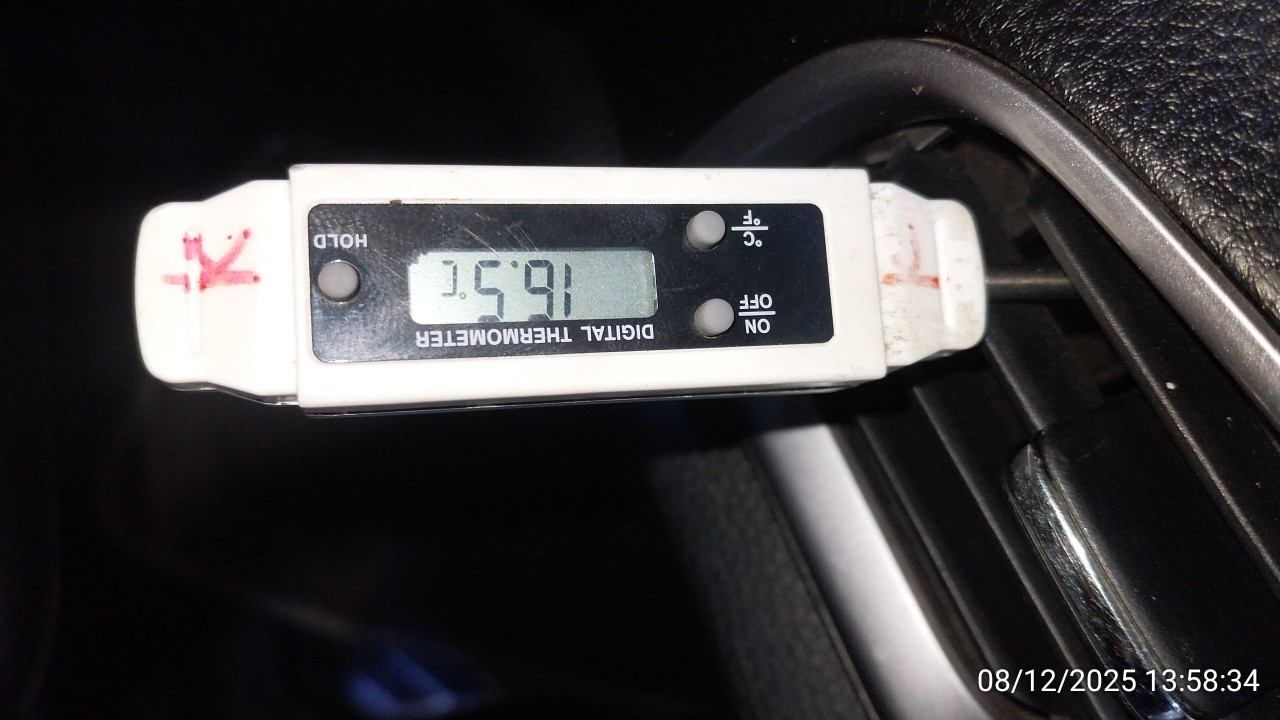 DIGITAL THERMOMETER
ON
OFF
16.5°C
°C
°F
HOLD
08/12/2025 13:58:34